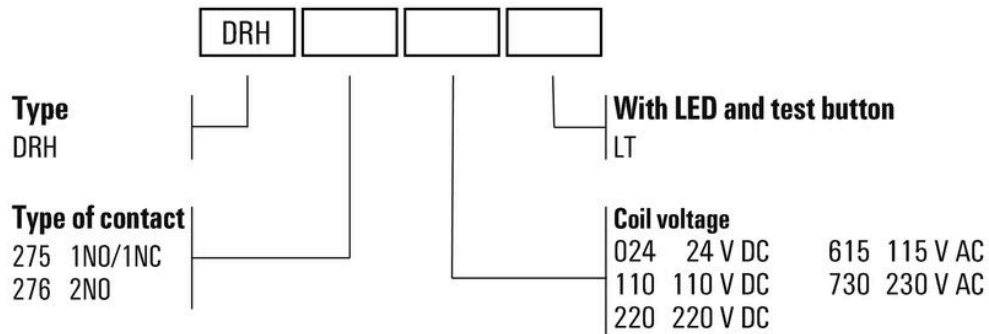 DRH
Type
DRH
With LED and test button
LT
Type of contact
275 1NO/1NC
276 2NO
Coil voltage
024 24 V DC 615 115 V AC
110 110 V DC 730 230 V AC
220 220 V DC